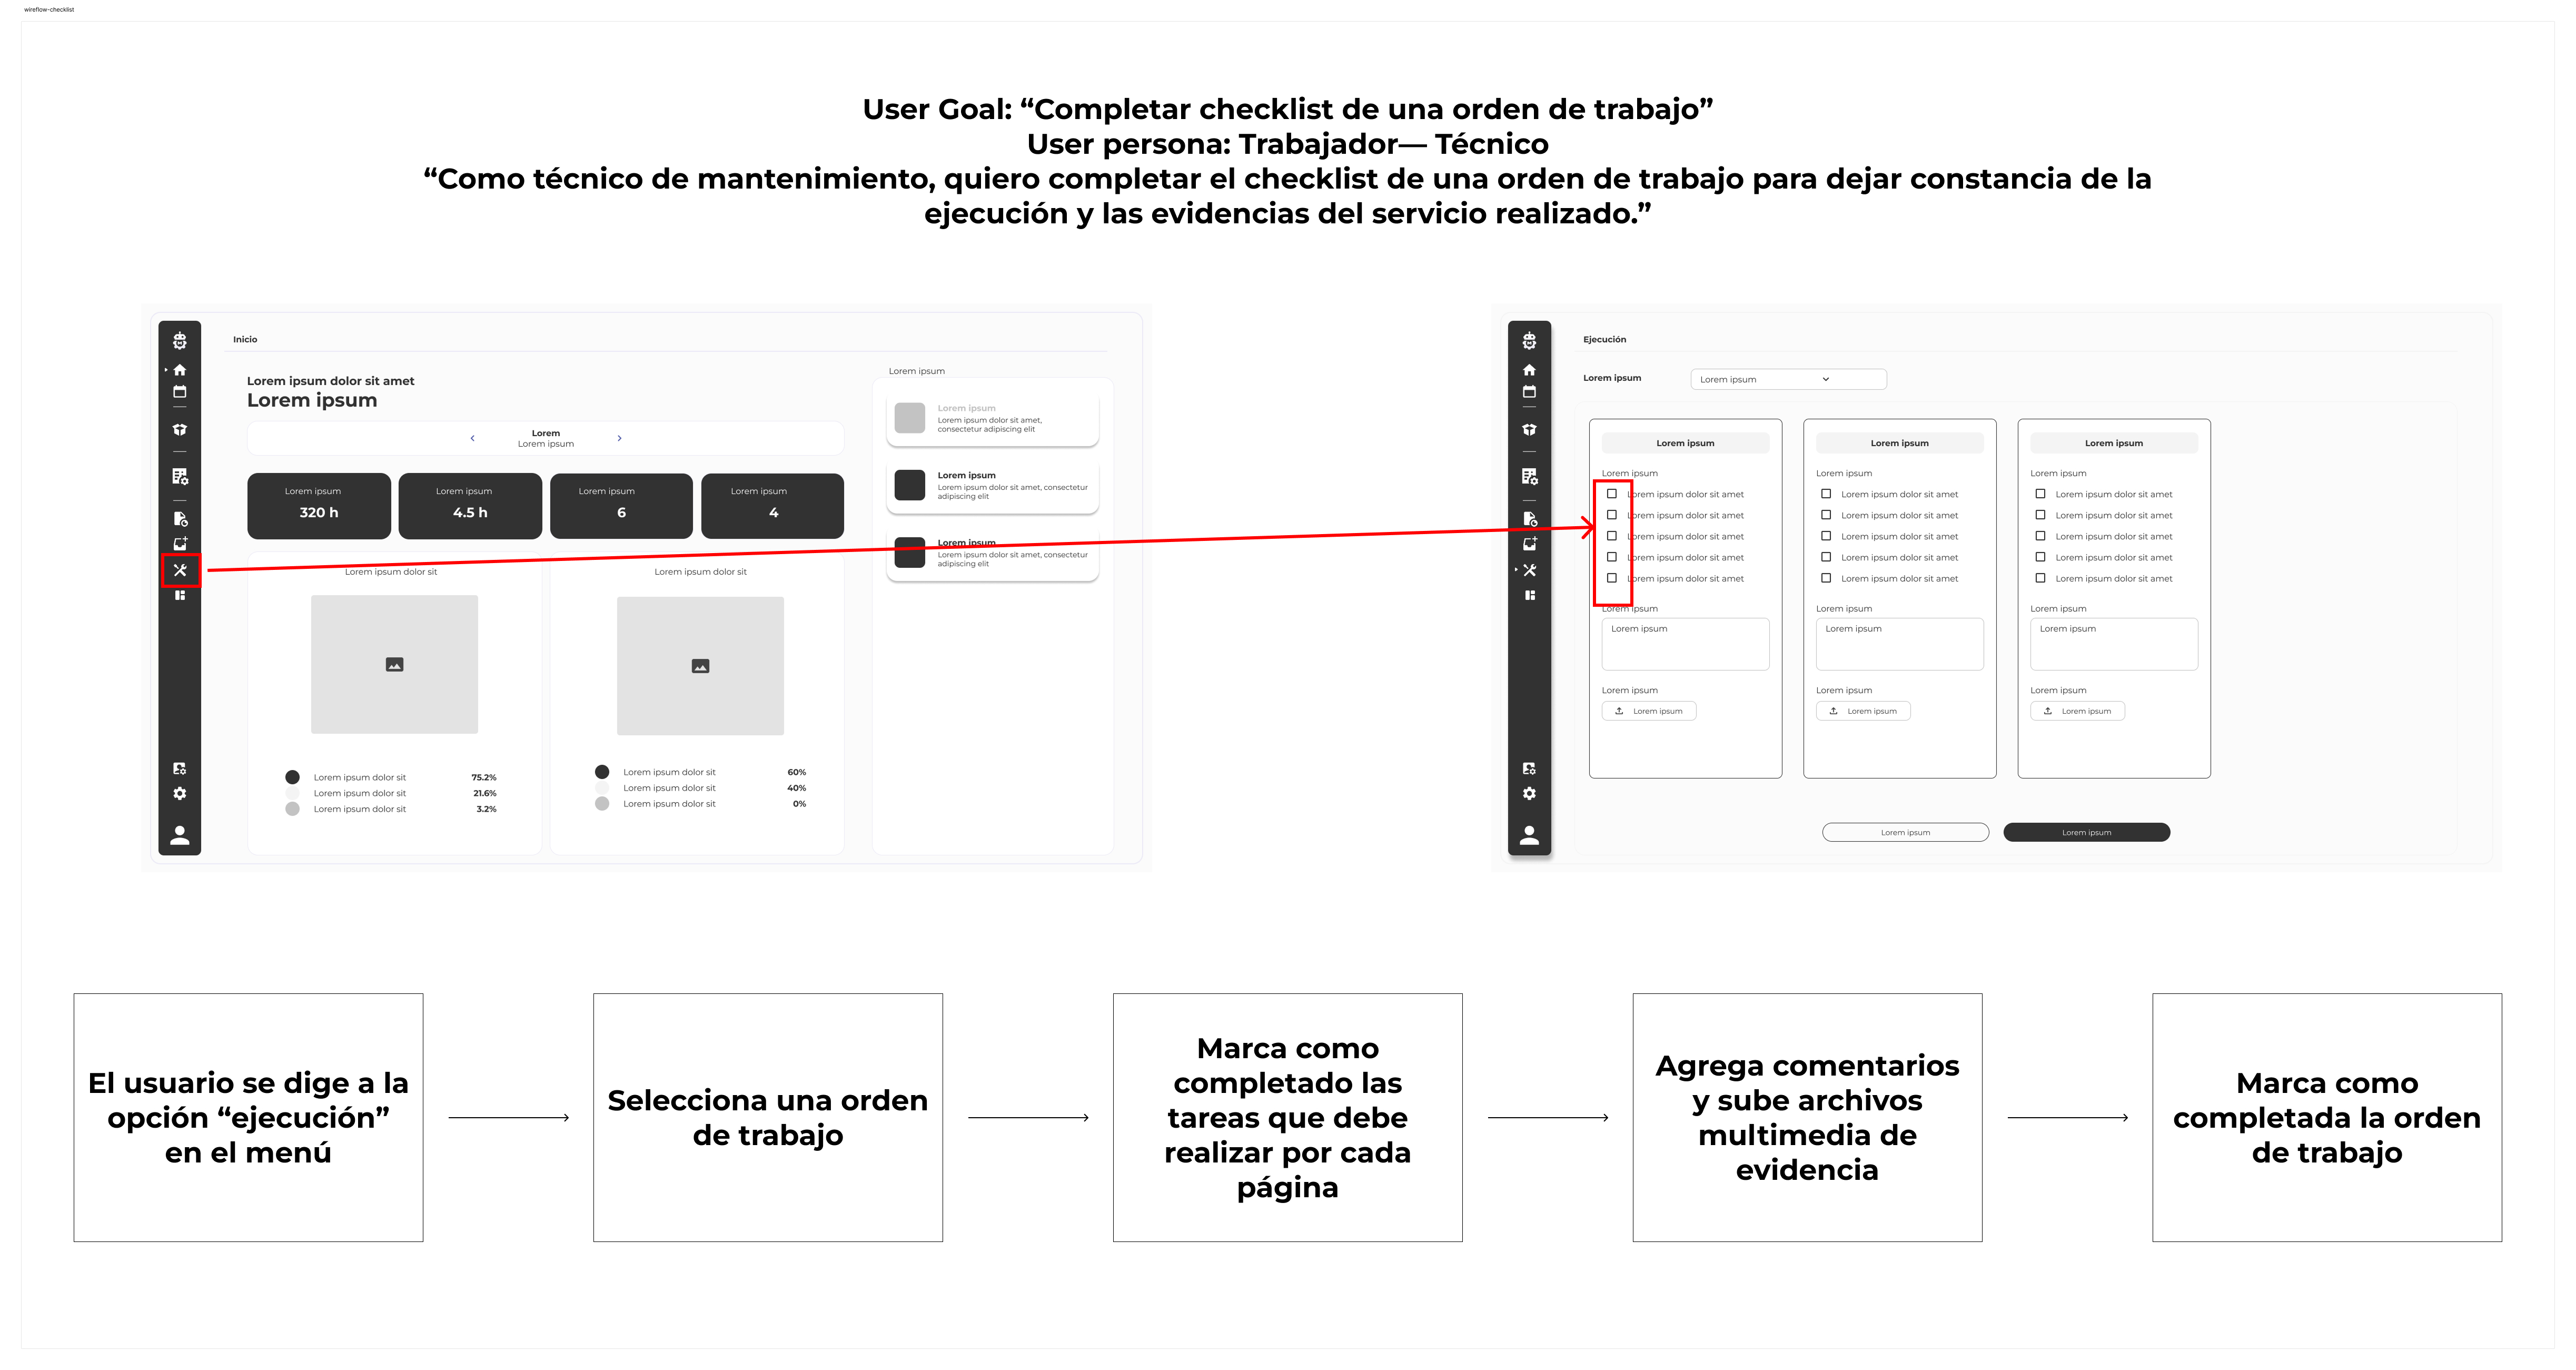 wireflow-checklist
User Goal: “Completar checklist de una orden de trabajo”
User persona: Trabajador— Técnico
“Como técnico de mantenimiento, quiero completar el checklist de una orden de trabajo para dejar constancia de la
ejecución y las evidencias del servicio realizado.”
Inicio
Lorem ipsum dolor sit amet
Lorem ipsum
Lorem
Lorem ipsum
Lorem ipsum
320 h
Lorem ipsum
4.5 h
Lorem ipsum
6
Lorem ipsum
4
Lorem ipsum dolor sit
75.2%
Lorem ipsum dolor sit
21.6%
Lorem ipsum dolor sit
3.2%
Lorem ipsum dolor sit
Lorem ipsum dolor sit
Lorem ipsum dolor sit
60%
Lorem ipsum dolor sit
40%
Lorem ipsum dolor sit
0%
Lorem ipsum
Lorem ipsum
Lorem ipsum dolor sit amet,
consectetur adipiscing elit
Lorem ipsum
Lorem ipsum dolor sit amet, consectetur
adipiscing elit
Lorem ipsum
Lorem ipsum dolor sit amet, consectetur
adipiscing elit
Ejecución
Lorem ipsum
Lorem ipsum
Lorem ipsum
Lorem ipsum
Lorem ipsum dolor sit amet
Lorem ipsum dolor sit amet
Lorem ipsum dolor sit amet
Lorem ipsum dolor sit amet
Lorem ipsum dolor sit amet
Lorem ipsum
Lorem ipsum
Lorem ipsum
Lorem ipsum
Lorem ipsum
Lorem ipsum
Lorem ipsum dolor sit amet
Lorem ipsum dolor sit amet
Lorem ipsum dolor sit amet
Lorem ipsum dolor sit amet
Lorem ipsum dolor sit amet
Lorem ipsum
Lorem ipsum
Lorem ipsum
Lorem ipsum
Lorem ipsum
Lorem ipsum
Lorem ipsum dolor sit amet
Lorem ipsum dolor sit amet
Lorem ipsum dolor sit amet
Lorem ipsum dolor sit amet
Lorem ipsum dolor sit amet
Lorem ipsum
Lorem ipsum
Lorem ipsum
Lorem ipsum
Lorem ipsum
Lorem ipsum
El usuario se dige a la
opción “ejecución”
en el menú
Selecciona una orden
de trabajo
Marca como
completado las
tareas que debe
realizar por cada
página
Agrega comentarios
y sube archivos
multimedia de
evidencia
Marca como
completada la orden
de trabajo